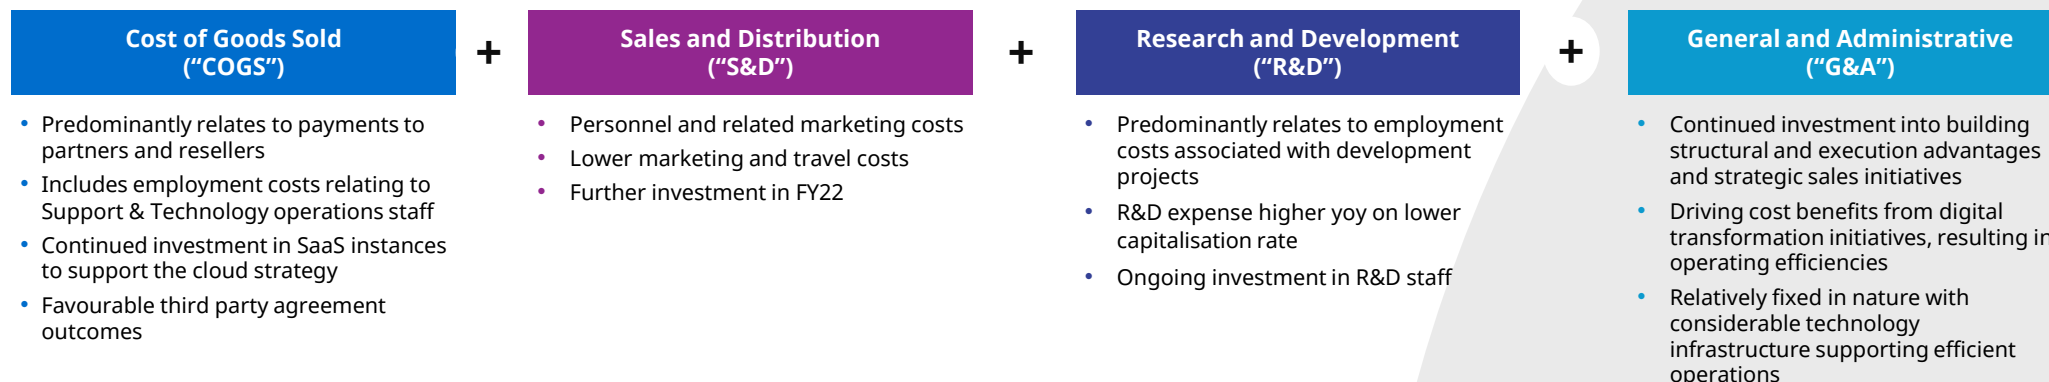 Cost of Goods Sold
(“COGS”)
• Predominantly relates to payments to
partners and resellers
• Includes employment costs relating to
Support & Technology operations staff
• Continued investment in SaaS instances
to support the cloud strategy
• Favourable third party agreement
outcomes
+
Sales and Distribution
(“S&D”)
• Personnel and related marketing costs
• Lower marketing and travel costs
• Further investment in FY22
+
Research and Development
(“R&D”)
• Predominantly relates to employment
costs associated with development
projects
• R&D expense higher yoy on lower
capitalisation rate
• Ongoing investment in R&D staff
+
General and Administrative
(“G&A”)
• Continued investment into building
structural and execution advantages
and strategic sales initiatives
• Driving cost benefits from digital
transformation initiatives, resulting in
operating efficiencies
• Relatively fixed in nature with
considerable technology
infrastructure supporting efficient
operations